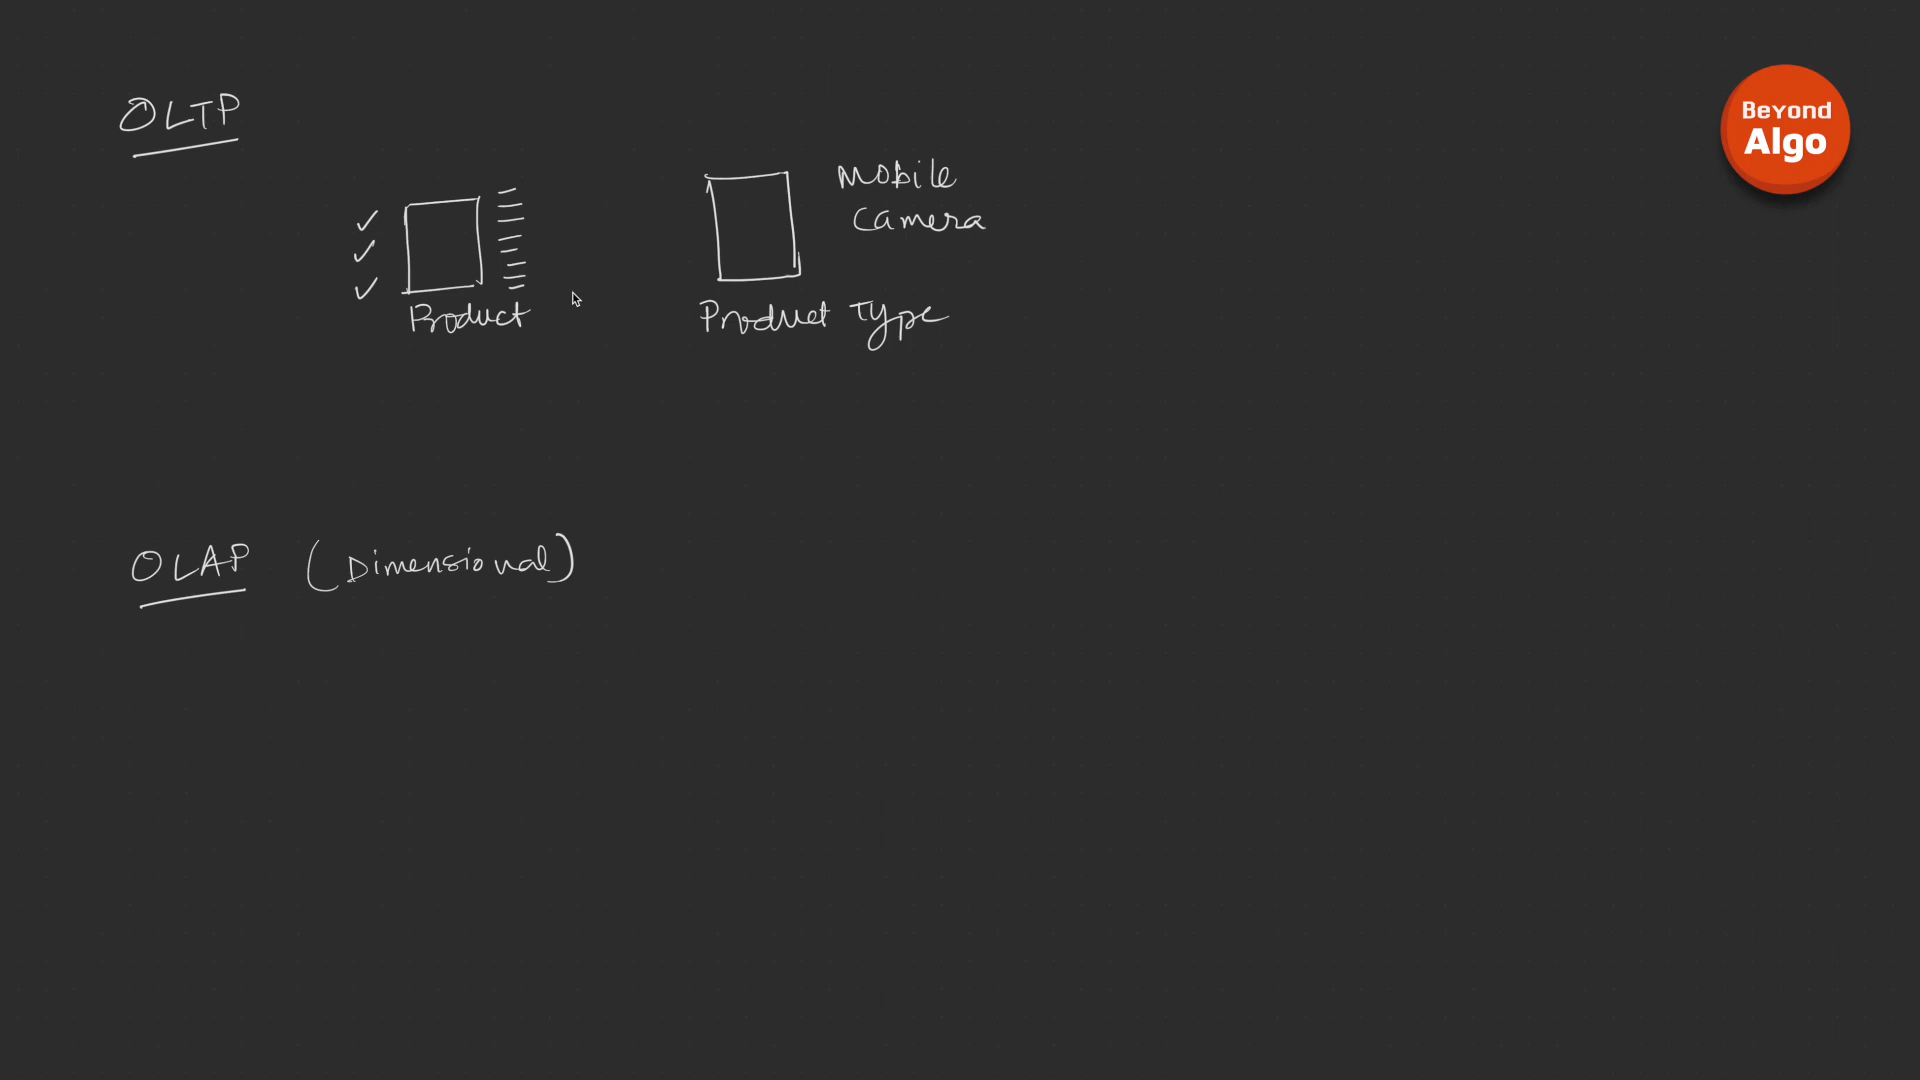 OLTP
Beyond
Algo
Mobile
Camera
Product
Product Type
OLAP (Dimensional)